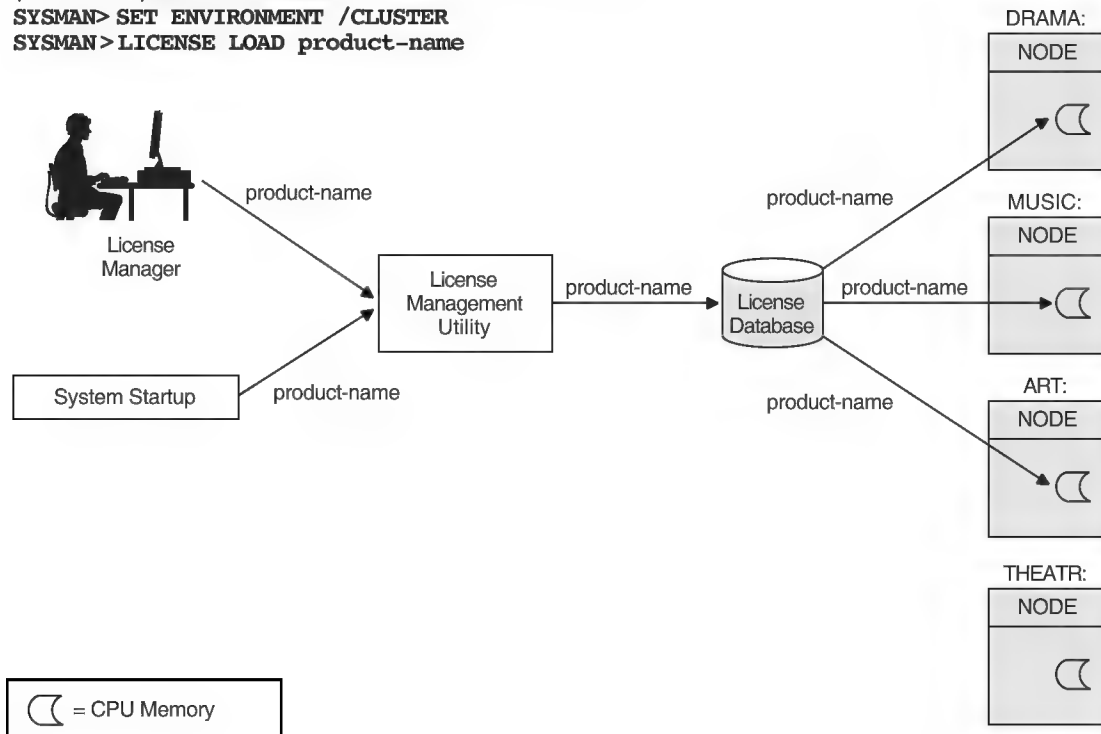 SYSMAN> SET ENVIRONMENT /CLUSTER
SYSMAN> LICENSE LOAD product-name
DRAMA:
NODE
product-name
product-name
MUSIC:
NODE
License
Manager
License
Management
Utility
product-name
License
Database
product-name
ART:
NODE
System Startup
product-name
product-name
THEATR:
NODE
= CPU Memory